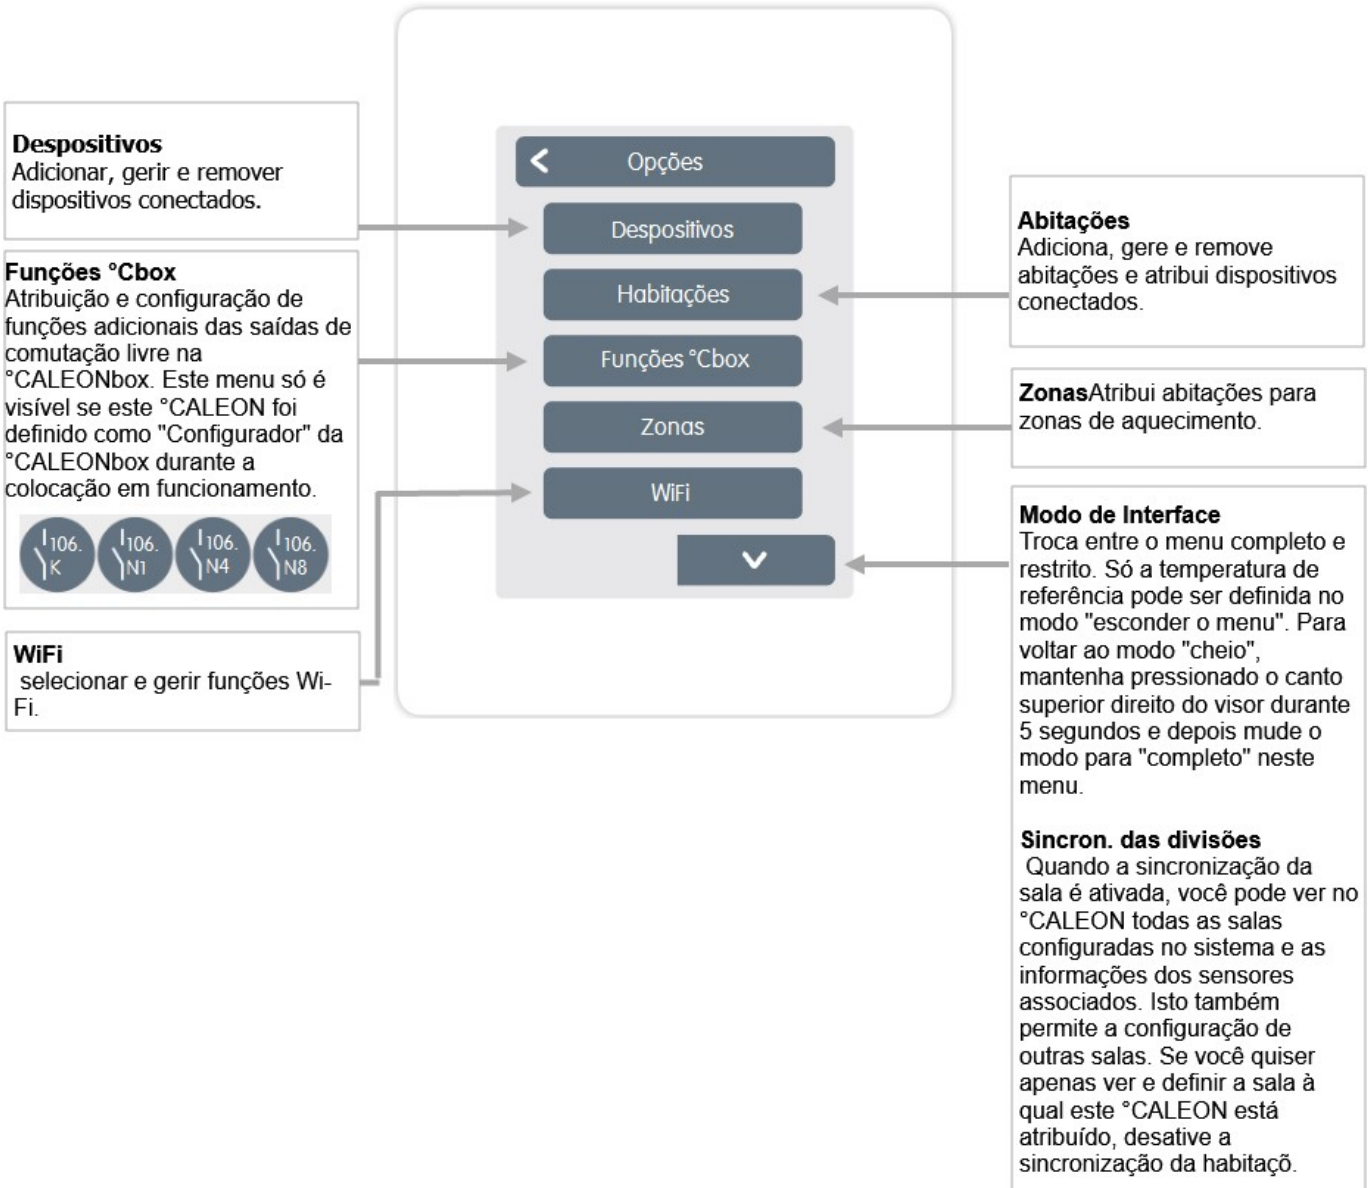 Despositivos
Adicionar, gerir e remover
dispositivos conectados.
Funções °Cbox
Atribuição e configuração de
funções adicionais das saídas de
comutação livre na
°CALEONbox. Este menu só é
visível se este °CALEON foi
definido como "Configurador" da
°CALEONbox durante a
colocação em funcionamento.
106.
K
106.
N1
106.
N4
106.
N8
WiFi
selecionar e gerir funções Wi-
Fi.
Opções
Despositivos
Habitações
Funções °Cbox
Zonas
WiFi
Abitações
Adiciona, gere e remove
abitações e atribui dispositivos
conectados.
ZonasAtribui abitações para
zonas de aquecimento.
Modo de Interface
Troca entre o menu completo e
restrito. Só a temperatura de
referência pode ser definida no
modo "esconder o menu". Para
voltar ao modo "cheio",
mantenha pressionado o canto
superior direito do visor durante
5 segundos e depois mude o
modo para "completo" neste
menu.
Sincron. das divisões
Quando a sincronização da
sala é ativada, você pode ver no
°CALEON todas as salas
configuradas no sistema e as
informações dos sensores
associados. Isto também
permite a configuração de
outras salas. Se você quiser
apenas ver e definir a sala à
qual este °CALEON está
atribuído, desative a
sincronização da habitaçõ.